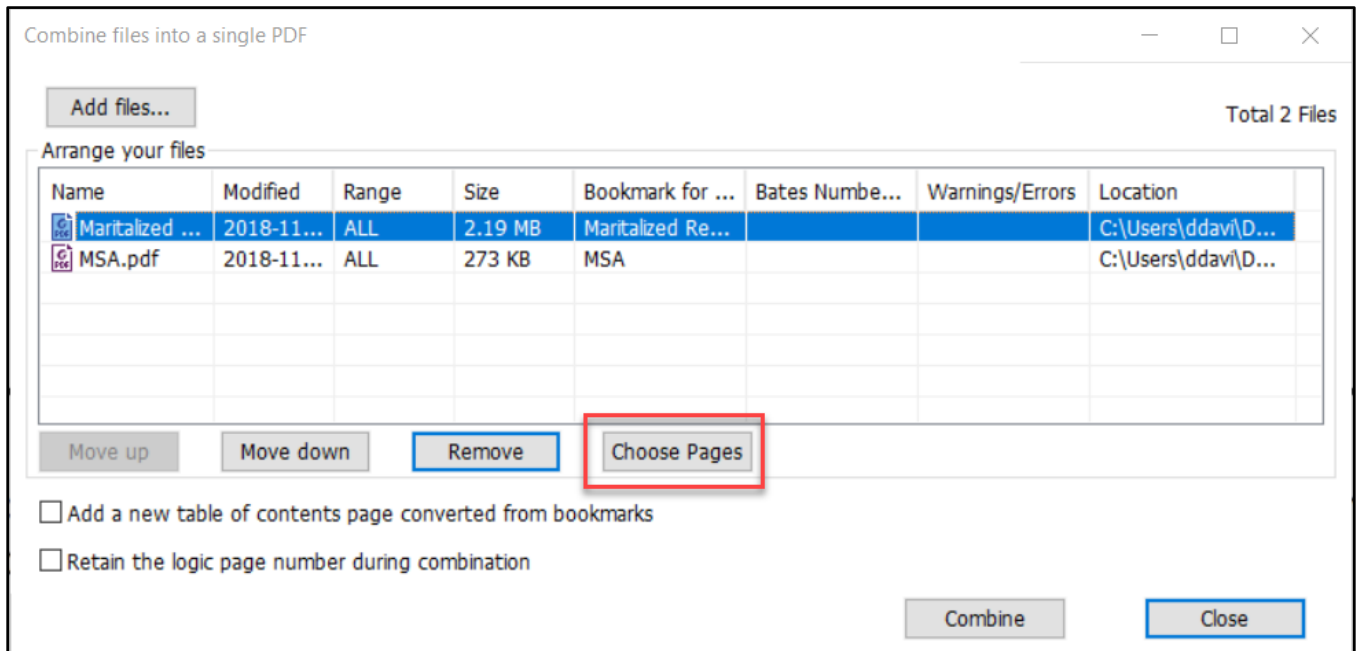 Combine files into a single PDF
Add files...
Total 2 Files
Arrange your files
Name Modified Range Size Bookmark for ... Bates Numbe... Warnings/Errors Location
Maritalized ... 2018-11... ALL 2.19 MB Maritalized Re... C:\Users\ddavi\D...
MSA.pdf 2018-11... ALL 273 KB MSA C:\Users\ddavi\D...
Move up Move down Remove Choose Pages
Add a new table of contents page converted from bookmarks
Retain the logic page number during combination
Combine Close